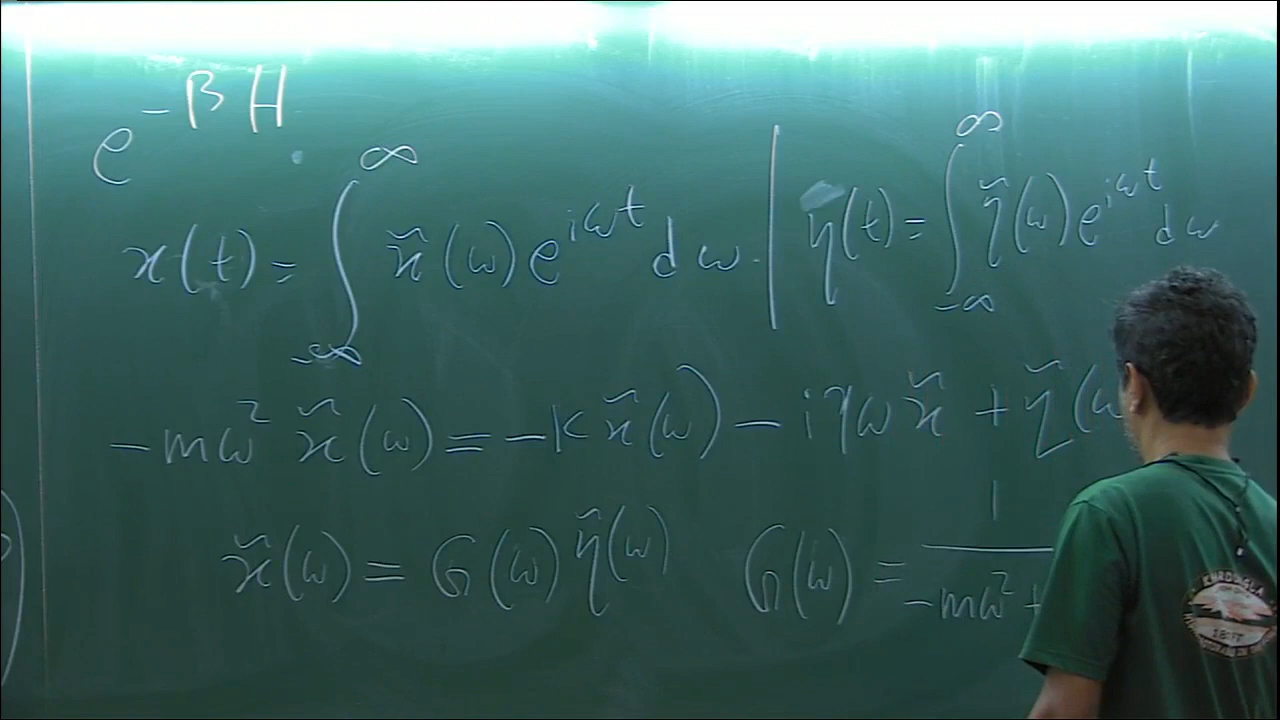 e^{-βH}
x(t) = ∫_{-∞}^{∞} x̃(ω) e^{iωt} dω. | η(t) = ∫_{-∞}^{∞} η̃(ω) e^{iωt} dω
-mω² x̃(ω) = -K x̃(ω) - iγω x̃ + η̃(ω
x̃(ω) = G(ω) η̃(ω) G(ω) = 1 / -mω² +